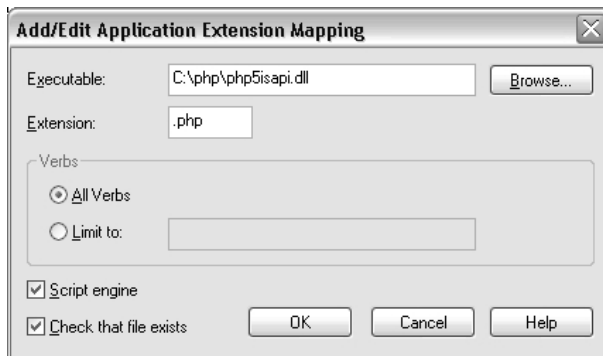 Add/Edit Application Extension Mapping
Executable: C:\php\php5isapi.dll Browse...
Extension: .php
Verbs
All Verbs
Limit to:
Script engine
Check that file exists OK Cancel Help